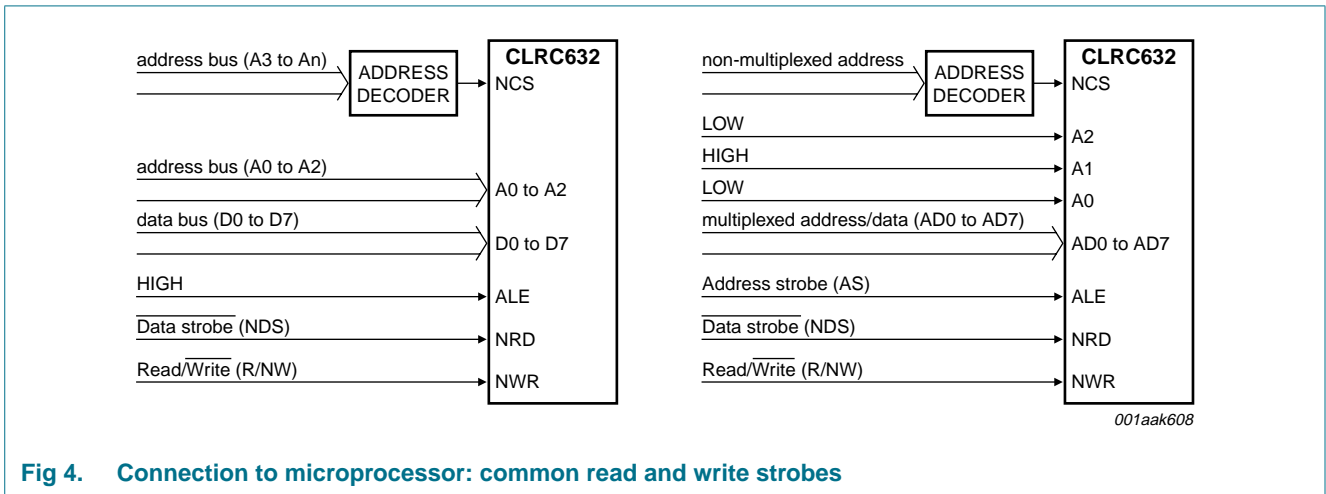 address bus (A3 to An)
ADDRESS
DECODER
CLRC632
NCS
address bus (A0 to A2)
A0 to A2
data bus (D0 to D7)
D0 to D7
HIGH
ALE
Data strobe (NDS)
NRD
Read/Write (R/NW)
NWR
non-multiplexed address
ADDRESS
DECODER
CLRC632
NCS
LOW
A2
HIGH
A1
LOW
A0
multiplexed address/data (AD0 to AD7)
AD0 to AD7
Address strobe (AS)
ALE
Data strobe (NDS)
NRD
Read/Write (R/NW)
NWR
001aak608
Fig 4. Connection to microprocessor: common read and write strobes